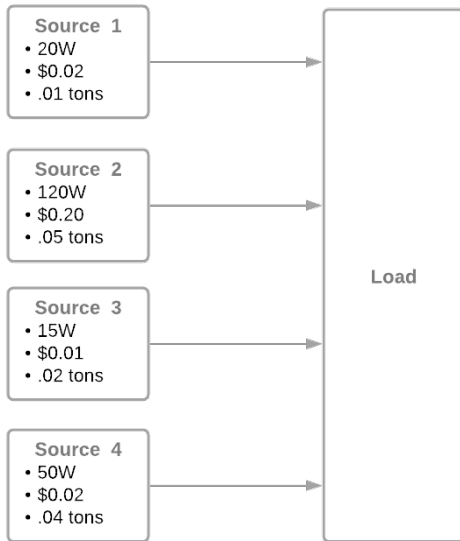 Source 1
• 20W
• $0.02
• .01 tons
Source 2
• 120W
• $0.20
• .05 tons
Source 3
• 15W
• $0.01
• .02 tons
Source 4
• 50W
• $0.02
• .04 tons
Load